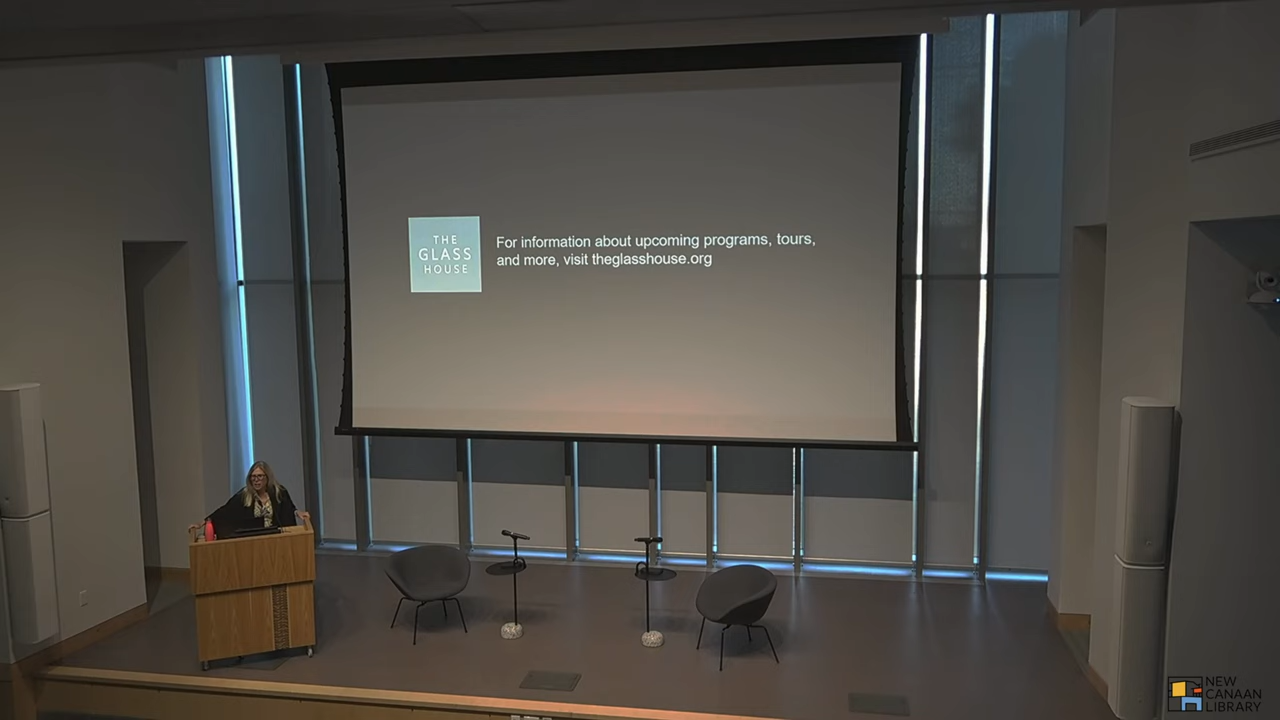 THE
GLASS
HOUSE
For information about upcoming programs, tours,
and more, visit theglasshouse.org
NEW
CANAAN
LIBRARY